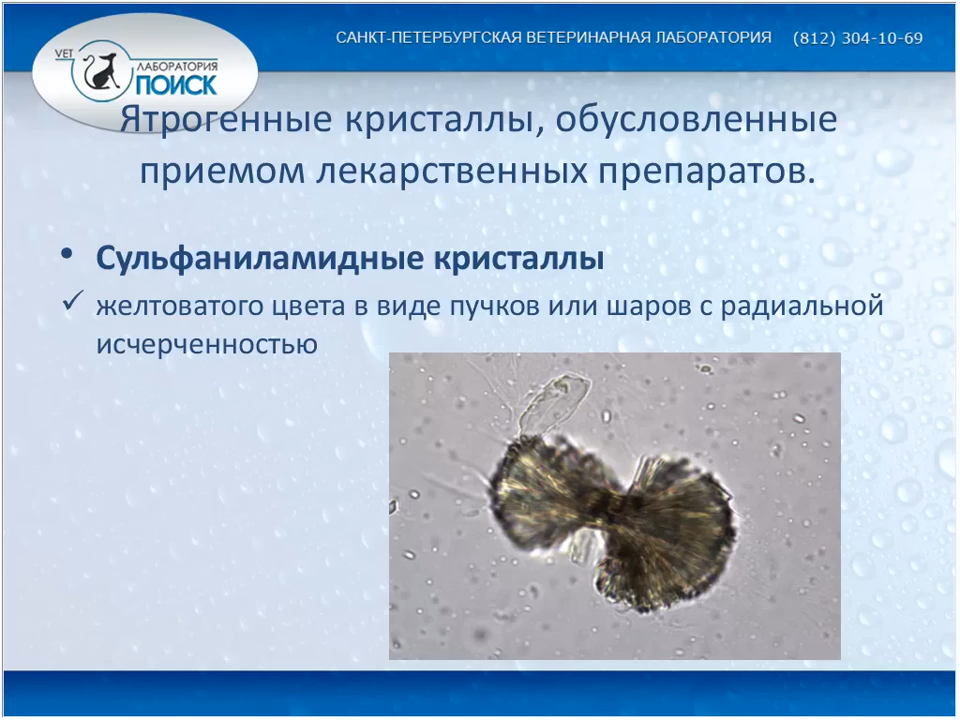 САНКТ-ПЕТЕРБУРГСКАЯ ВЕТЕРИНАРНАЯ ЛАБОРАТОРИЯ (812) 304-10-69
VET
ЛАБОРАТОРИЯ
ПОИСК
Ятрогенные кристаллы, обусловленные
приемом лекарственных препаратов.
• Сульфаниламидные кристаллы
✓ желтоватого цвета в виде пучков или шаров с радиальной
исчерченностью